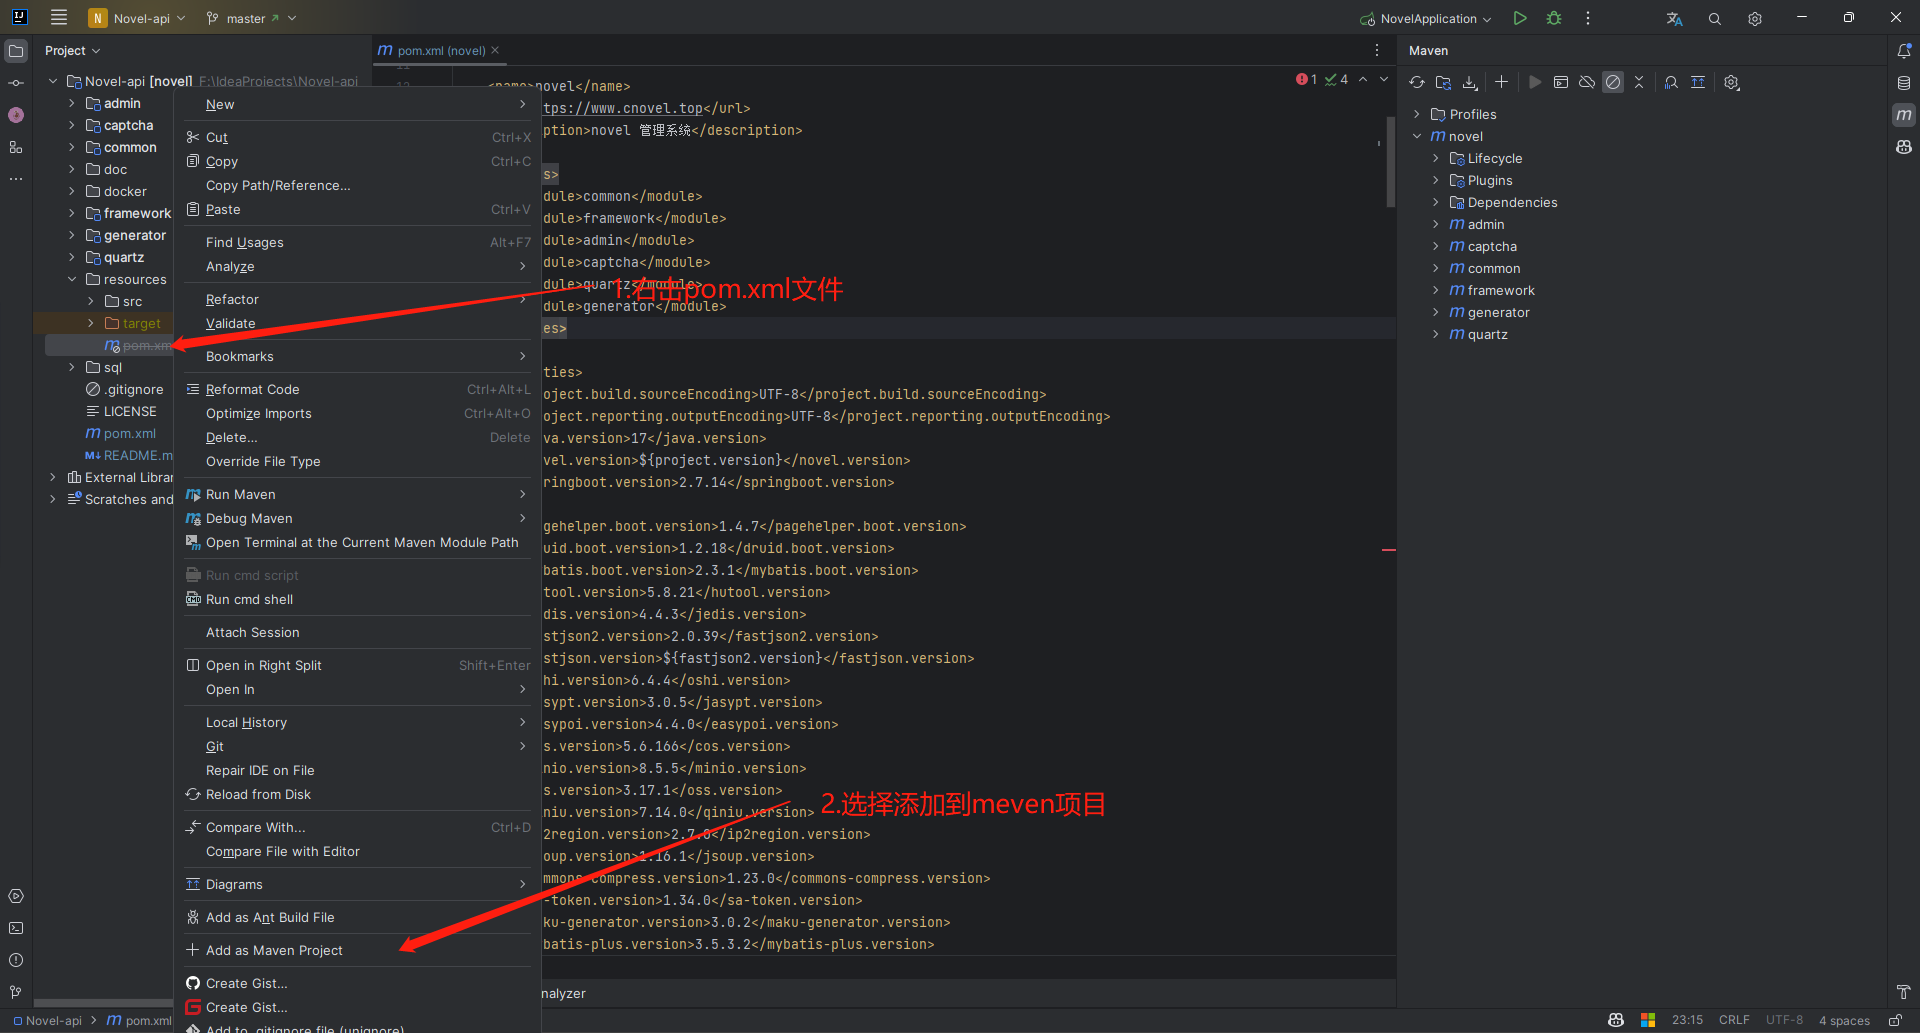 Novel-api
master
NovelApplication
Project
pom.xml (novel)
Maven
Novel-api [novel] F:\IdeaProjects\Novel-api
admin
captcha
common
doc
docker
framework
generator
quartz
resources
src
target
pom.xm
sql
.gitignore
LICENSE
pom.xml
README.m
External Librar
Scratches and
New
Cut Ctrl+X
Copy Ctrl+C
Copy Path/Reference...
Paste Ctrl+V
Find Usages Alt+F7
Analyze
Refactor
Validate
Bookmarks
Reformat Code Ctrl+Alt+L
Optimize Imports Ctrl+Alt+O
Delete... Delete
Override File Type
Run Maven
Debug Maven
Open Terminal at the Current Maven Module Path
Run cmd script
Run cmd shell
Attach Session
Open in Right Split Shift+Enter
Open In
Local History
Git
Repair IDE on File
Reload from Disk
Compare With... Ctrl+D
Compare File with Editor
Diagrams
Add as Ant Build File
Add as Maven Project
Create Gist...
Create Gist...
Add to .gitignore file (unignore)
1 4
<name>novel</name>
tps://www.cnovel.top</url>
ption>novel 管理系统</description>
s>
dule>common</module>
dule>framework</module>
dule>admin</module>
dule>captcha</module>
dule>quartz</module>
dule>generator</module>
es>
ties>
oject.build.sourceEncoding>UTF-8</project.build.sourceEncoding>
oject.reporting.outputEncoding>UTF-8</project.reporting.outputEncoding>
va.version>17</java.version>
vel.version>${project.version}</novel.version>
ringboot.version>2.7.14</springboot.version>
gehelper.boot.version>1.4.7</pagehelper.boot.version>
uid.boot.version>1.2.18</druid.boot.version>
batis.boot.version>2.3.1</mybatis.boot.version>
tool.version>5.8.21</hutool.version>
dis.version>4.4.3</jedis.version>
stjson2.version>2.0.39</fastjson2.version>
stjson.version>${fastjson2.version}</fastjson.version>
hi.version>6.4.4</oshi.version>
sypt.version>3.0.5</jasypt.version>
sypoi.version>4.4.0</easypoi.version>
s.version>5.6.166</cos.version>
nio.version>8.5.5</minio.version>
s.version>3.17.1</oss.version>
niu.version>7.14.0</qiniu.version>
2region.version>2.7.0</ip2region.version>
oup.version>1.16.1</jsoup.version>
mmons-compress.version>1.23.0</commons-compress.version>
-token.version>1.34.0</sa-token.version>
ku-generator.version>3.0.2</maku-generator.version>
batis-plus.version>3.5.3.2</mybatis-plus.version>
nalyzer
1.右击pom.xml文件
2.选择添加到meven项目
Profiles
novel
Lifecycle
Plugins
Dependencies
admin
captcha
common
framework
generator
quartz
Novel-api > pom.xml
23:15 CRLF UTF-8 4 spaces